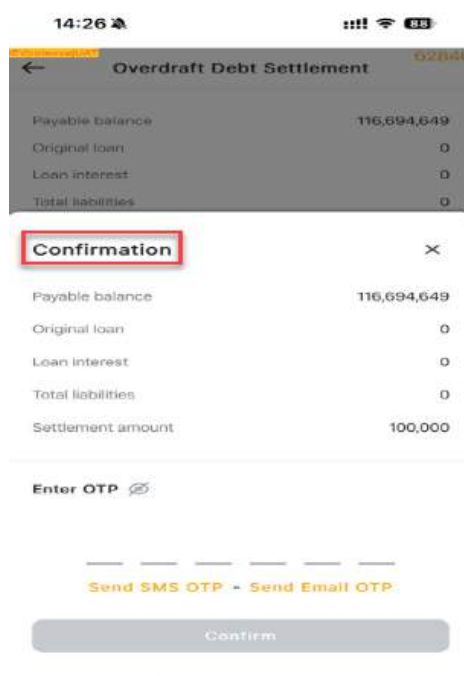 14:26
88
Overdraft Debt Settlement
Payable balance 116,694,649
Original loan 0
Loan interest 0
Total liabilities 0
Confirmation
Payable balance 116,694,649
Original loan 0
Loan interest 0
Total liabilities 0
Settlement amount 100,000
Enter OTP
Send SMS OTP - Send Email OTP
Confirm